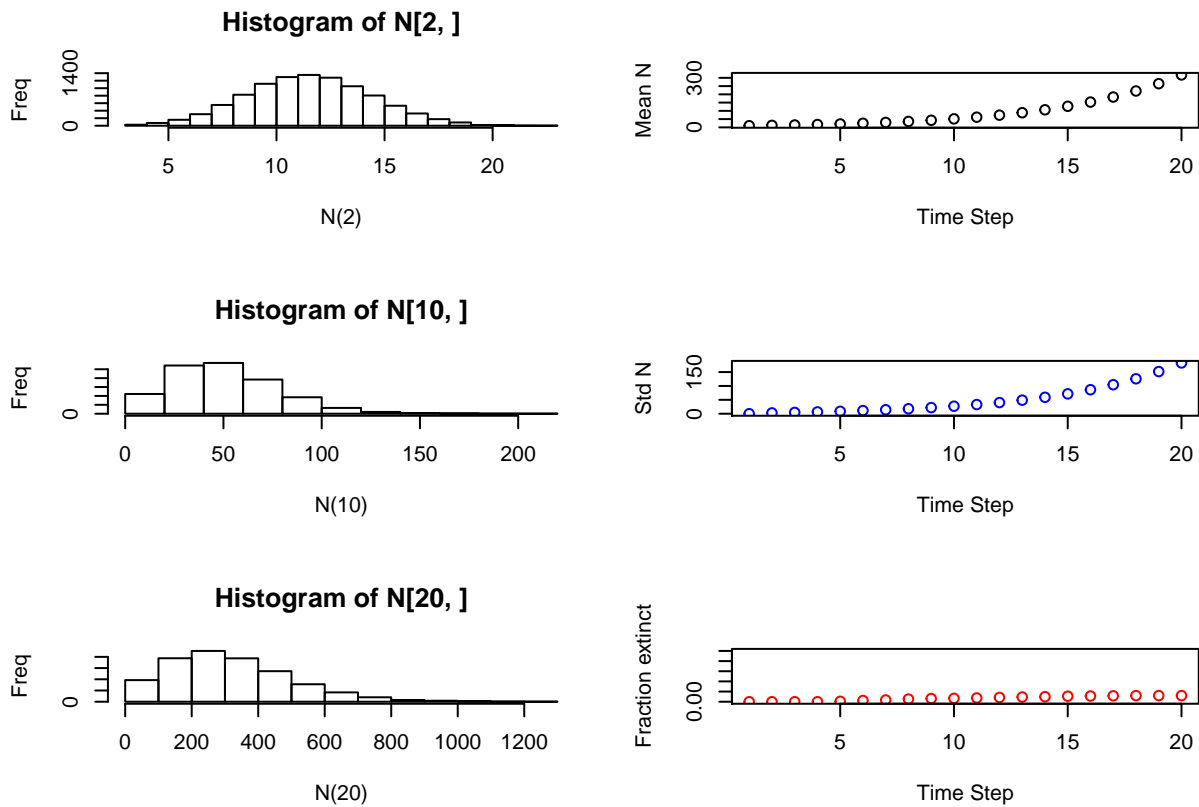 Histogram of N[2, ]
Freq
0 1400
5 10 15 20
N(2)
Mean N
0 300
5 10 15 20
Time Step
Histogram of N[10, ]
Freq
0
0 50 100 150 200
N(10)
Std N
0 150
5 10 15 20
Time Step
Histogram of N[20, ]
Freq
0
0 200 400 600 800 1000 1200
N(20)
Fraction extinct
0.00
5 10 15 20
Time Step